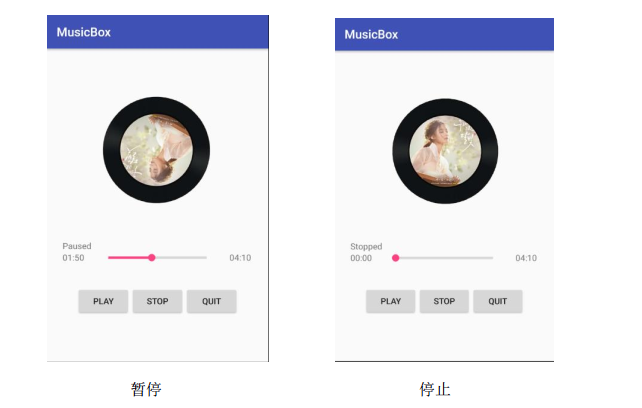 MusicBox
Paused
01:50 04:10
PLAY STOP QUIT
暂停
MusicBox
Stopped
00:00 04:10
PLAY STOP QUIT
停止